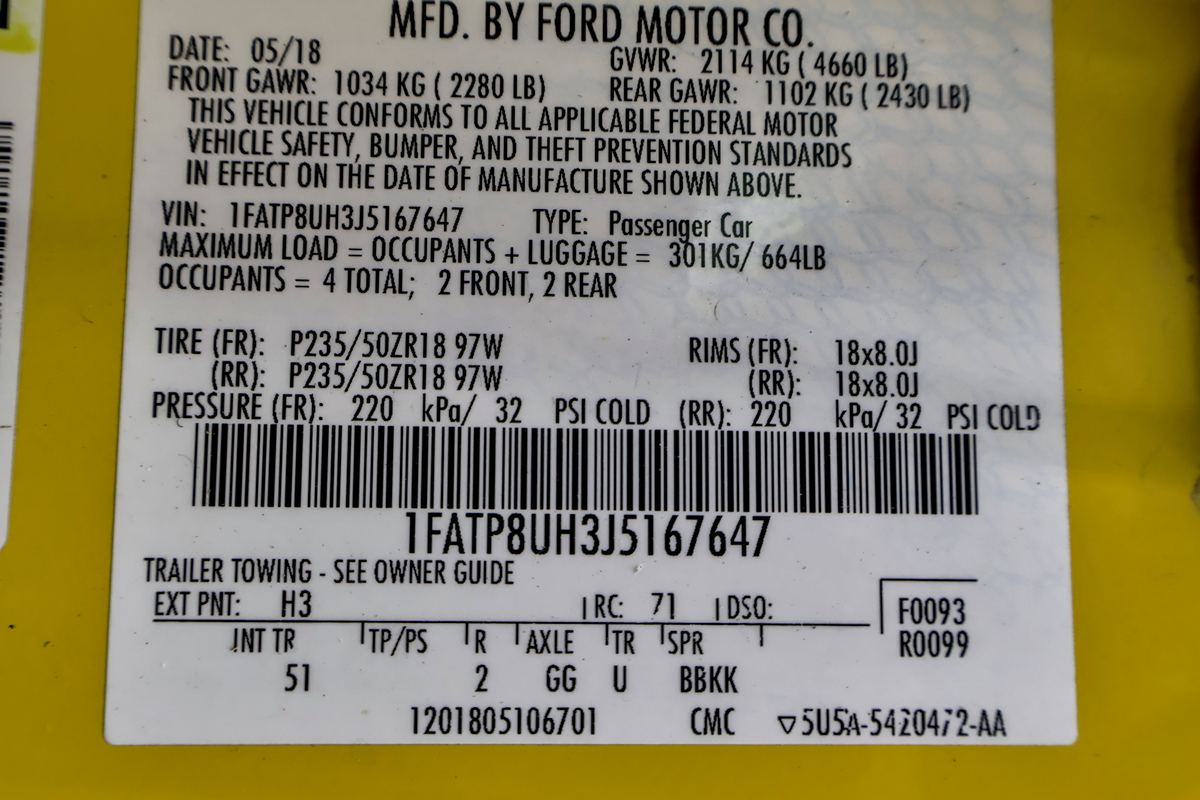 MFD. BY FORD MOTOR CO.
DATE: 05/18 GVWR: 2114 KG ( 4660 LB)
FRONT GAWR: 1034 KG ( 2280 LB) REAR GAWR: 1102 KG ( 2430 LB)
THIS VEHICLE CONFORMS TO ALL APPLICABLE FEDERAL MOTOR
VEHICLE SAFETY, BUMPER, AND THEFT PREVENTION STANDARDS
IN EFFECT ON THE DATE OF MANUFACTURE SHOWN ABOVE.
VIN: 1FATP8UH3J5167647 TYPE: Passenger Car
MAXIMUM LOAD = OCCUPANTS + LUGGAGE = 301KG/ 664LB
OCCUPANTS = 4 TOTAL; 2 FRONT, 2 REAR
TIRE (FR): P235/50ZR18 97W RIMS (FR): 18x8.0J
(RR): P235/50ZR18 97W (RR): 18x8.0J
PRESSURE (FR): 220 kPa/ 32 PSI COLD (RR): 220 kPa/ 32 PSI COLD
1FATP8UH3J5167647
TRAILER TOWING - SEE OWNER GUIDE
EXT PNT: H3 RC: 71 DSO: F0093
INT TR TP/PS R AXLE TR SPR R0099
51 2 GG U BBKK
1201805106701 CMC ▽5U5A-5420472-AA